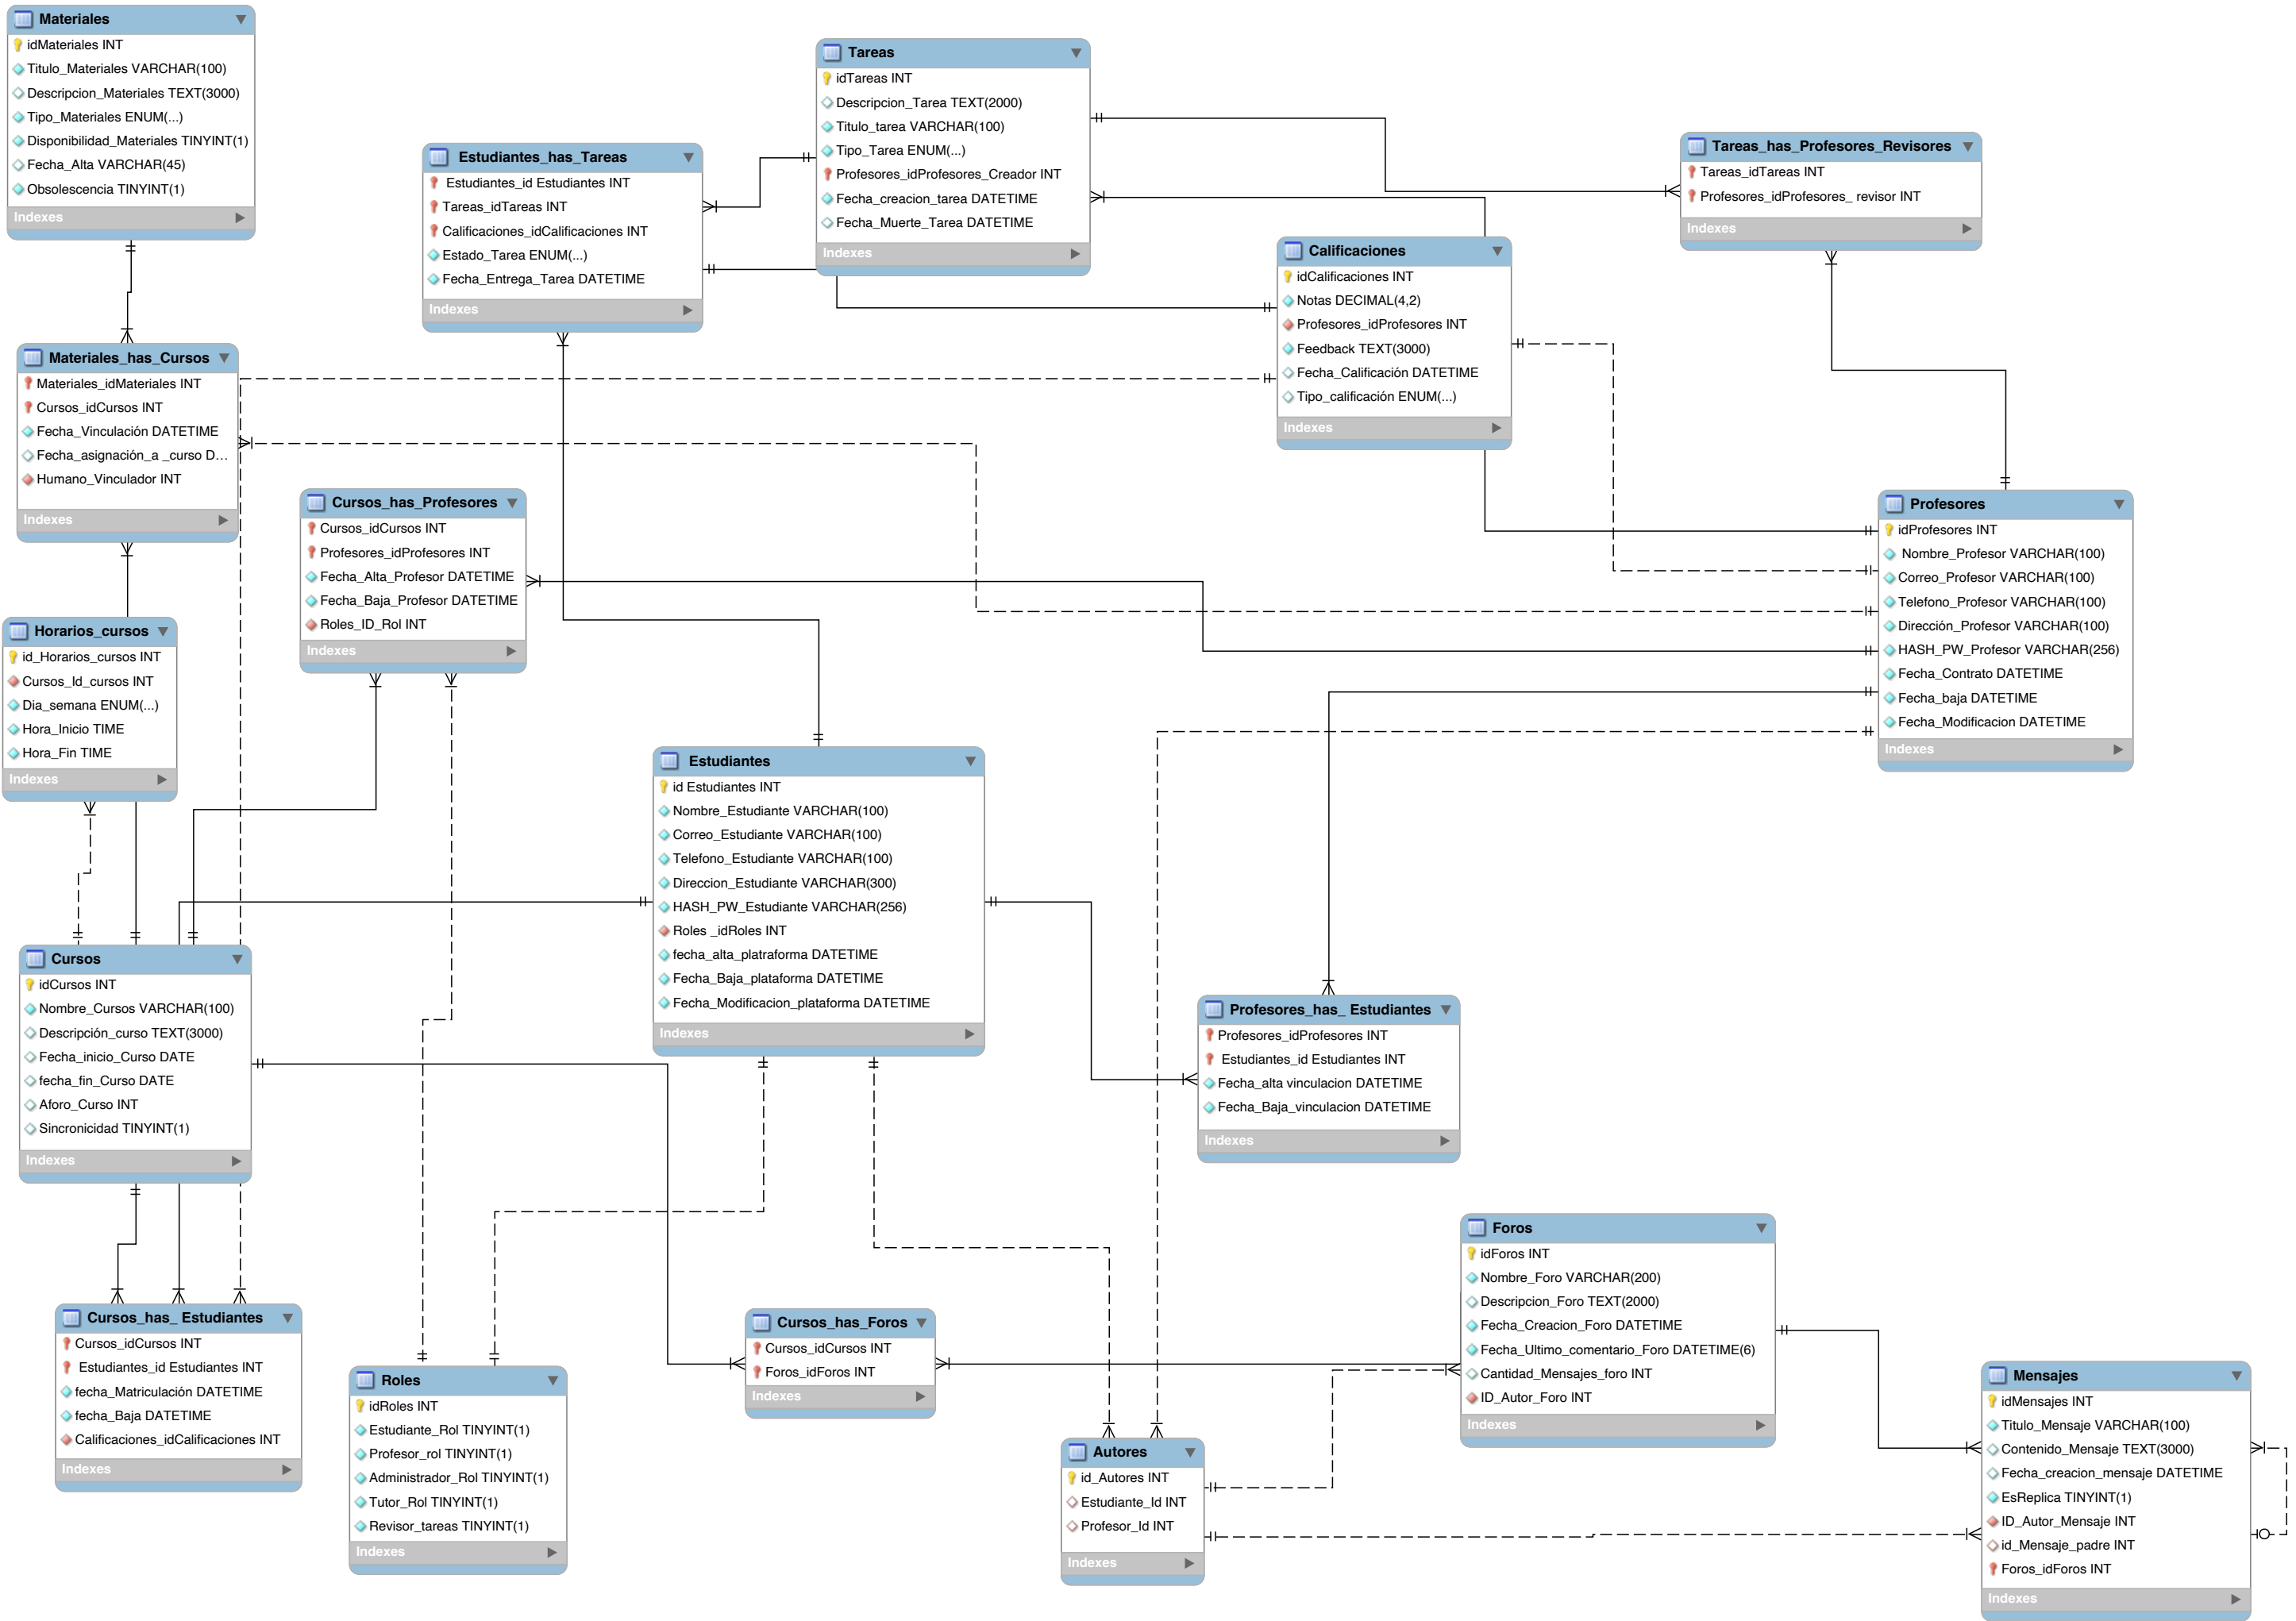 Materiales
idMateriales INT
Titulo_Materiales VARCHAR(100)
Descripcion_Materiales TEXT(3000)
Tipo_Materiales ENUM(...)
Disponibilidad_Materiales TINYINT(1)
Fecha_Alta VARCHAR(45)
Obsolescencia TINYINT(1)
Indexes
Tareas
idTareas INT
Descripcion_Tarea TEXT(2000)
Titulo_tarea VARCHAR(100)
Tipo_Tarea ENUM(...)
Profesores_idProfesores_Creador INT
Fecha_creacion_tarea DATETIME
Fecha_Muerte_Tarea DATETIME
Indexes
Estudiantes_has_Tareas
Estudiantes_id Estudiantes INT
Tareas_idTareas INT
Calificaciones_idCalificaciones INT
Estado_Tarea ENUM(...)
Fecha_Entrega_Tarea DATETIME
Indexes
Tareas_has_Profesores_Revisores
Tareas_idTareas INT
Profesores_idProfesores_ revisor INT
Indexes
Calificaciones
idCalificaciones INT
Notas DECIMAL(4,2)
Profesores_idProfesores INT
Feedback TEXT(3000)
Fecha_Calificación DATETIME
Tipo_calificación ENUM(...)
Indexes
Materiales_has_Cursos
Materiales_idMateriales INT
Cursos_idCursos INT
Fecha_Vinculación DATETIME
Fecha_asignación_a _curso D...
Humano_Vinculador INT
Indexes
Cursos_has_Profesores
Cursos_idCursos INT
Profesores_idProfesores INT
Fecha_Alta_Profesor DATETIME
Fecha_Baja_Profesor DATETIME
Roles_ID_Rol INT
Indexes
Profesores
idProfesores INT
Nombre_Profesor VARCHAR(100)
Correo_Profesor VARCHAR(100)
Telefono_Profesor VARCHAR(100)
Dirección_Profesor VARCHAR(100)
HASH_PW_Profesor VARCHAR(256)
Fecha_Contrato DATETIME
Fecha_baja DATETIME
Fecha_Modificacion DATETIME
Indexes
Horarios_cursos
id_Horarios_cursos INT
Cursos_Id_cursos INT
Dia_semana ENUM(...)
Hora_Inicio TIME
Hora_Fin TIME
Indexes
Estudiantes
id Estudiantes INT
Nombre_Estudiante VARCHAR(100)
Correo_Estudiante VARCHAR(100)
Telefono_Estudiante VARCHAR(100)
Direccion_Estudiante VARCHAR(300)
HASH_PW_Estudiante VARCHAR(256)
Roles _idRoles INT
fecha_alta_platraforma DATETIME
Fecha_Baja_plataforma DATETIME
Fecha_Modificacion_plataforma DATETIME
Indexes
Cursos
idCursos INT
Nombre_Cursos VARCHAR(100)
Descripción_curso TEXT(3000)
Fecha_inicio_Curso DATE
fecha_fin_Curso DATE
Aforo_Curso INT
Sincronicidad TINYINT(1)
Indexes
Profesores_has_ Estudiantes
Profesores_idProfesores INT
Estudiantes_id Estudiantes INT
Fecha_alta vinculacion DATETIME
Fecha_Baja_vinculacion DATETIME
Indexes
Foros
idForos INT
Nombre_Foro VARCHAR(200)
Descripcion_Foro TEXT(2000)
Fecha_Creacion_Foro DATETIME
Fecha_Ultimo_comentario_Foro DATETIME(6)
Cantidad_Mensajes_foro INT
ID_Autor_Foro INT
Indexes
Cursos_has_ Estudiantes
Cursos_idCursos INT
Estudiantes_id Estudiantes INT
fecha_Matriculación DATETIME
fecha_Baja DATETIME
Calificaciones_idCalificaciones INT
Indexes
Roles
idRoles INT
Estudiante_Rol TINYINT(1)
Profesor_rol TINYINT(1)
Administrador_Rol TINYINT(1)
Tutor_Rol TINYINT(1)
Revisor_tareas TINYINT(1)
Indexes
Cursos_has_Foros
Cursos_idCursos INT
Foros_idForos INT
Indexes
Autores
id_Autores INT
Estudiante_Id INT
Profesor_Id INT
Indexes
Mensajes
idMensajes INT
Titulo_Mensaje VARCHAR(100)
Contenido_Mensaje TEXT(3000)
Fecha_creacion_mensaje DATETIME
EsReplica TINYINT(1)
ID_Autor_Mensaje INT
id_Mensaje_padre INT
Foros_idForos INT
Indexes